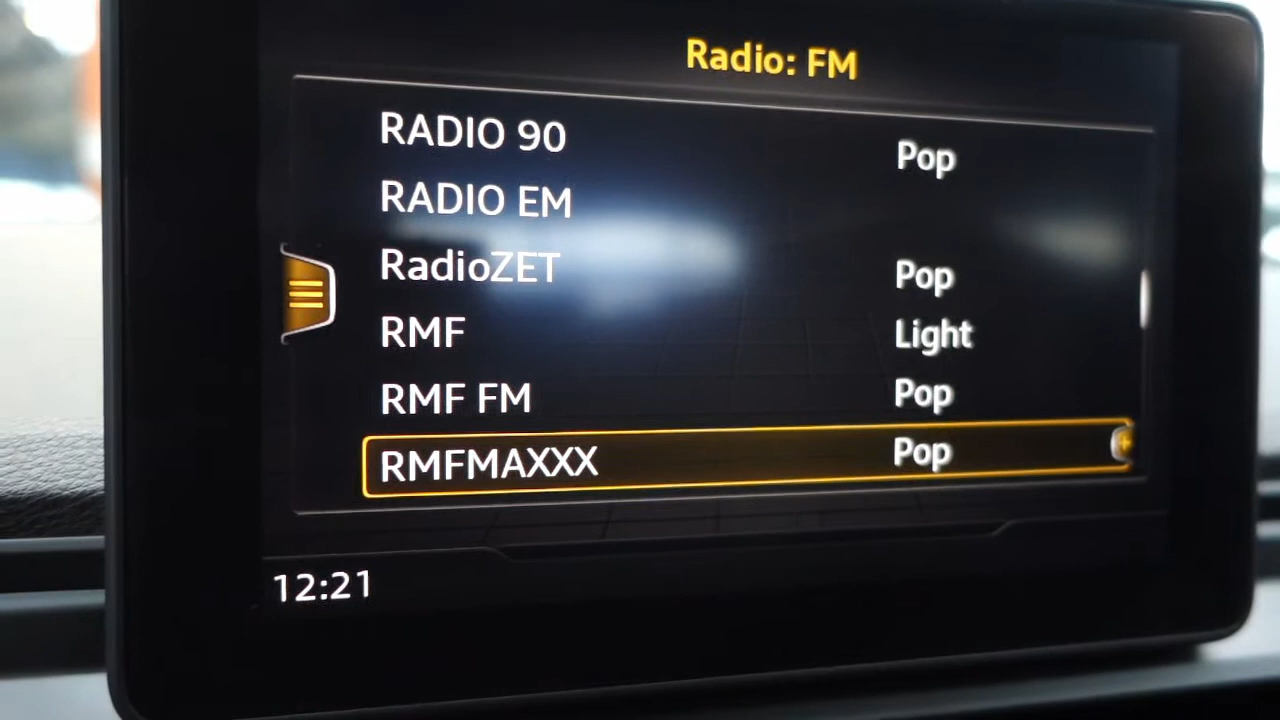 Radio: FM
RADIO 90 Pop
RADIO EM
RadioZET Pop
RMF Light
RMF FM Pop
RMFMAXXX Pop
12:21